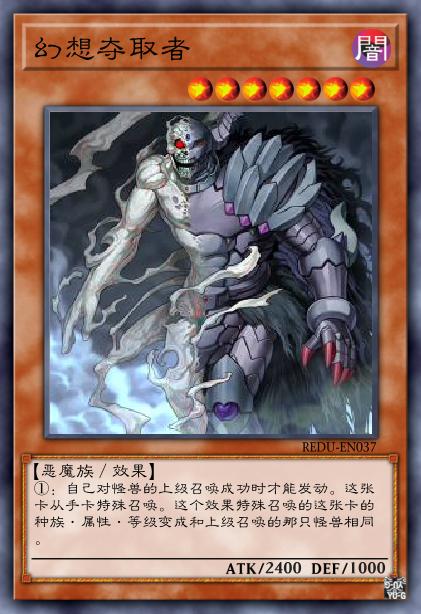 幻想夺取者
闇
REDU-EN037
【恶魔族／效果】
①：自己对怪兽的上级召唤成功时才能发动。这张
卡从手卡特殊召唤。这个效果特殊召唤的这张卡的
种族·属性·等级变成和上级召唤的那只怪兽相同
。
ATK/2400 DEF/1000